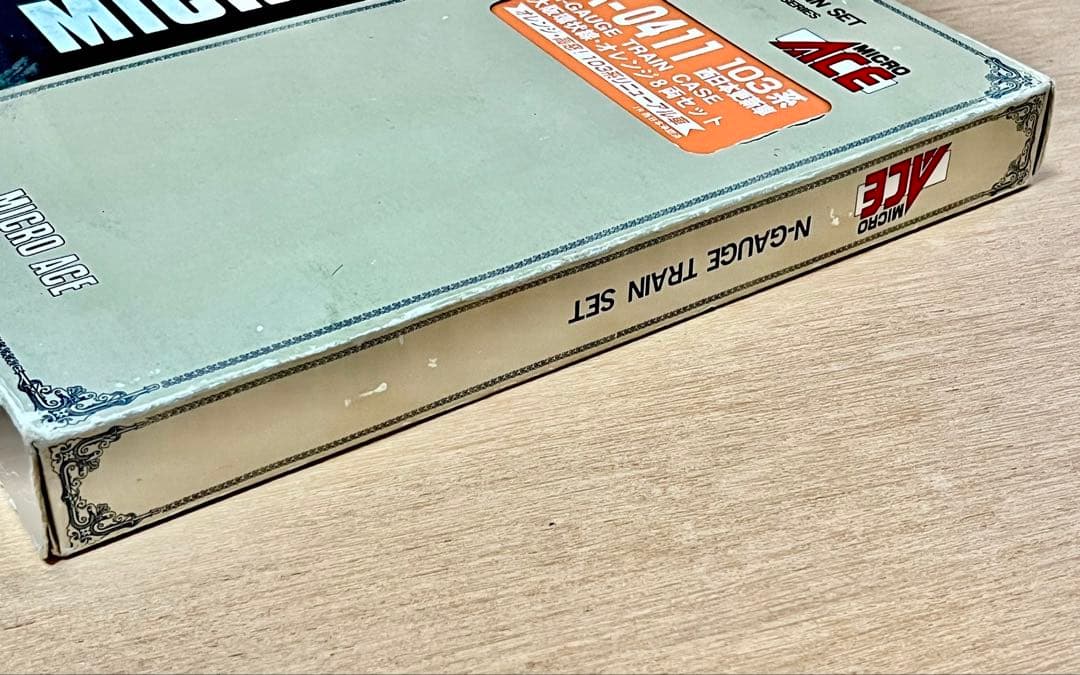 MICR
IN SET
SERIES
MICRO
ACE
-0411 103系
西日本更新車
-GAUGE TRAIN CASE
大阪環状線・オレンジ8両セット
MICRO ACE
MICRO
ACE
N-GAUGE TRAIN SET